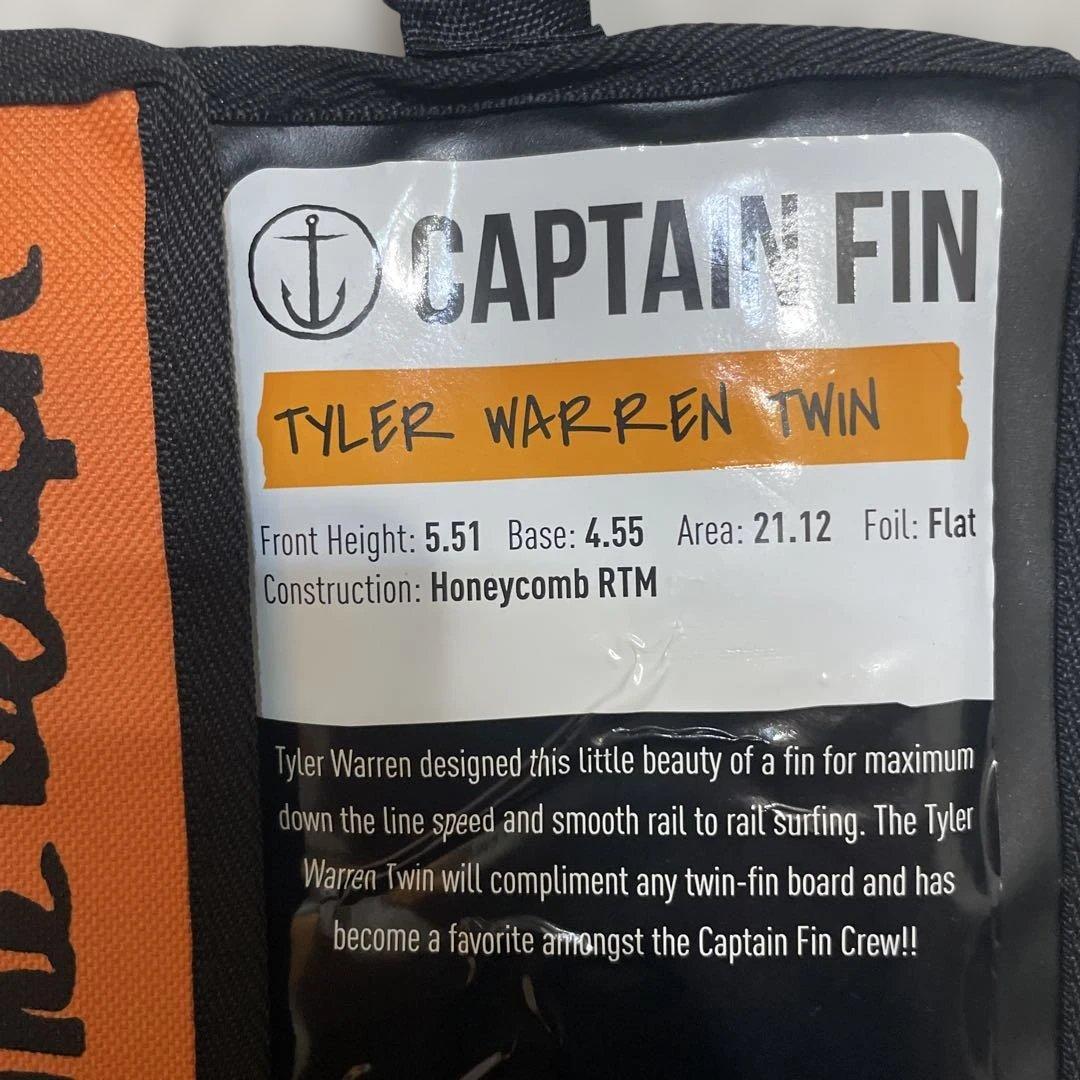 CAPTAIN FIN
TYLER WARREN TWIN
Front Height: 5.51 Base: 4.55 Area: 21.12 Foil: Flat
Construction: Honeycomb RTM
Tyler Warren designed this little beauty of a fin for maximum
down the line speed and smooth rail to rail surfing. The Tyler
Warren Twin will compliment any twin-fin board and has
become a favorite amongst the Captain Fin Crew!!